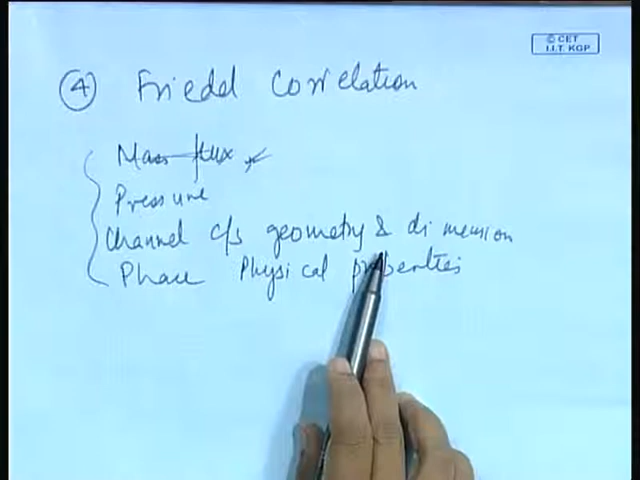 © CET
I.I.T. KGP
4 Friedel Correlation
Mass flux
Pressure
Channel c/s geometry & dimension
Phase Physical properties